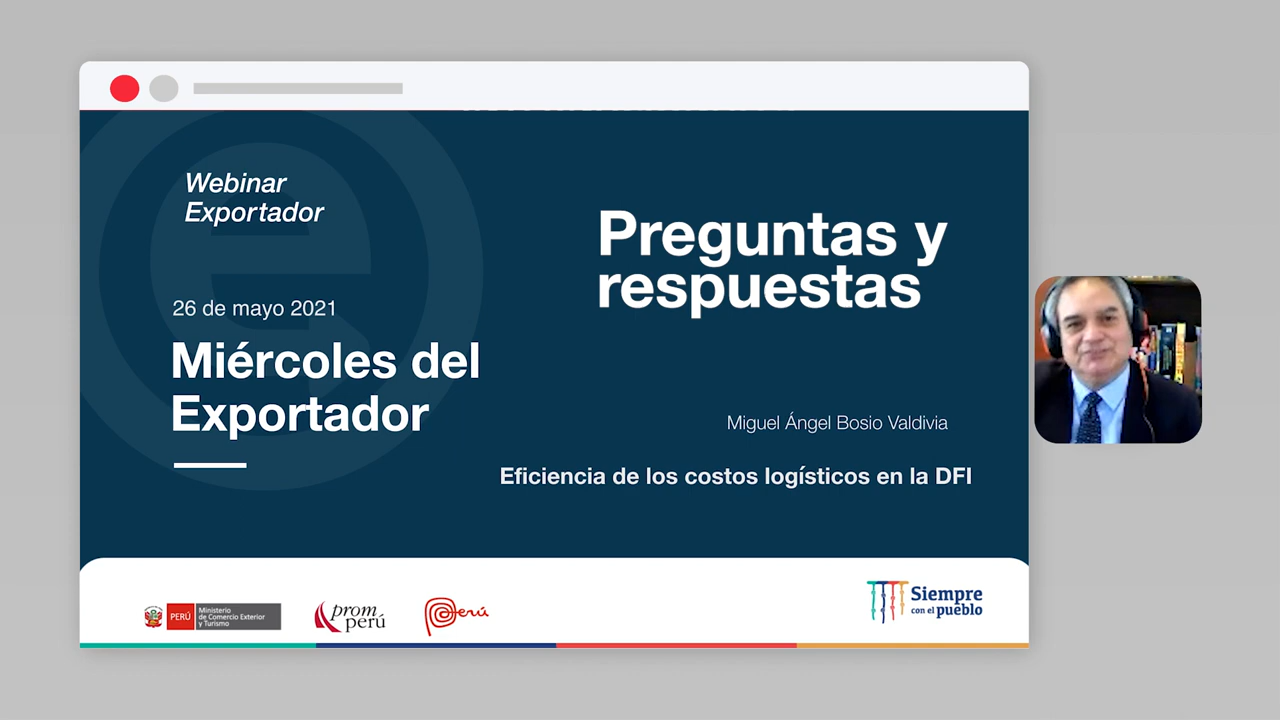 Webinar
Exportador
26 de mayo 2021
Miércoles del
Exportador
Preguntas y
respuestas
Miguel Ángel Bosio Valdivia
Eficiencia de los costos logísticos en la DFI
PERÚ
Ministerio
de Comercio Exterior
y Turismo
prom
perú
Perú
Siempre
con el pueblo